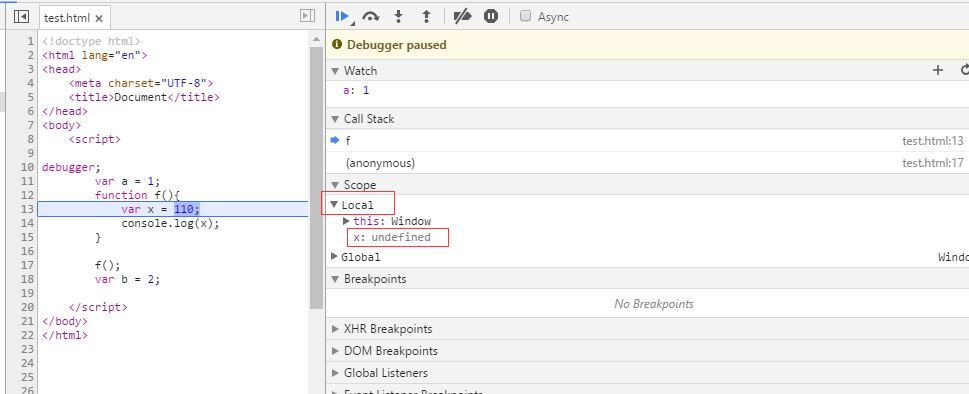 test.html ×
Async
1 <!doctype html>
2 <html lang="en">
3 <head>
4 <meta charset="UTF-8">
5 <title>Document</title>
6 </head>
7 <body>
8 <script>
9
10 debugger;
11 var a = 1;
12 function f(){
13 var x = 110;
14 console.log(x);
15 }
16
17 f();
18 var b = 2;
19
20 </script>
21 </body>
22 </html>
23
24
25
26
Debugger paused
Watch
a: 1
Call Stack
f test.html:13
(anonymous) test.html:17
Scope
Local
this: Window
x: undefined
Global
Breakpoints
No Breakpoints
XHR Breakpoints
DOM Breakpoints
Global Listeners